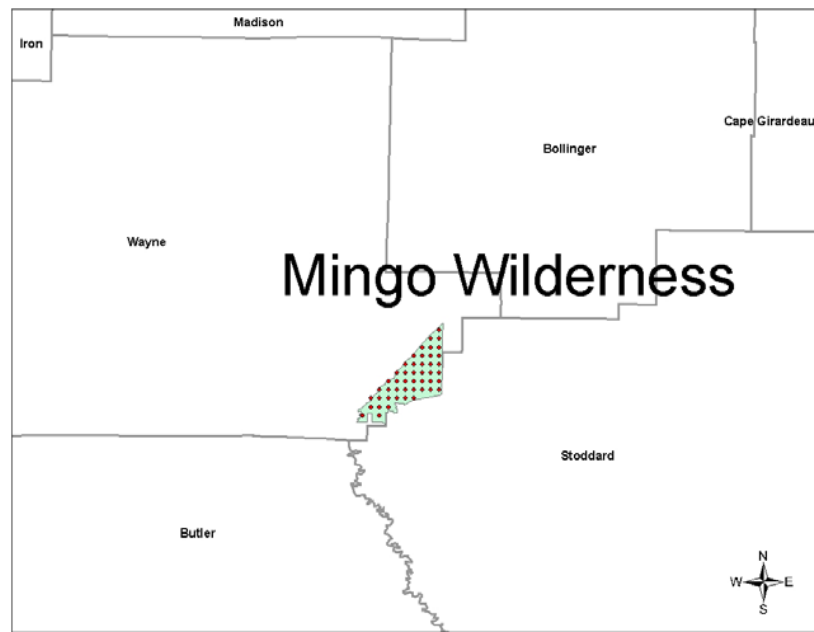 Madison
Iron
Cape Girardeau
Bollinger
Wayne
Mingo Wilderness
Stoddard
Butler
N
W E
S